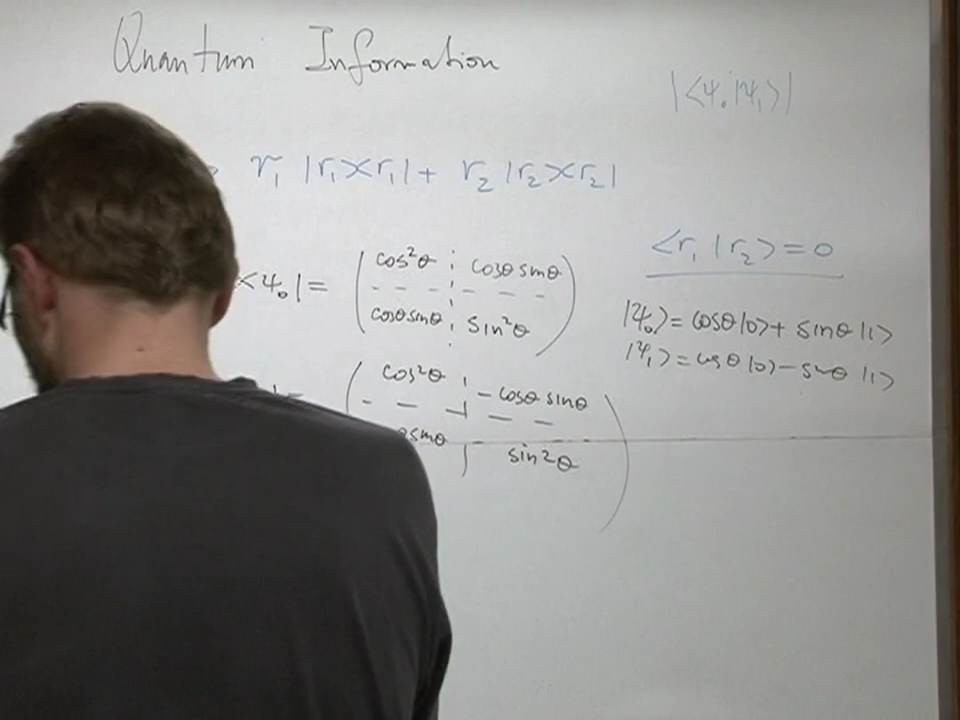 Quantum Information
|<ψ₀|ψ₁>|
r₁ |r₁><r₁| + r₂ |r₂><r₂|
<r₁|r₂> = 0
<ψ₀| =
cos²θ cosθ sinθ
cosθ sinθ sin²θ
|ψ₀> = cosθ|0> + sinθ|1>
|ψ₁> = cosθ|0> - sinθ|1>
cos²θ - cosθ sinθ
sinθ sin²θ